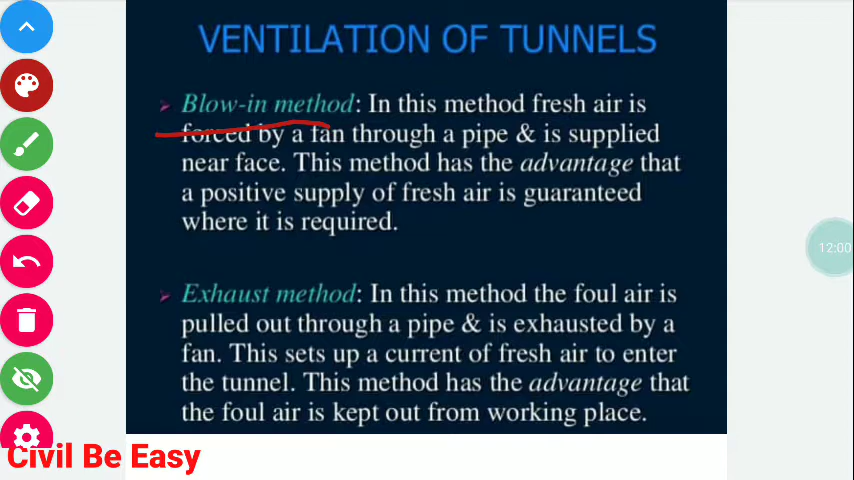 VENTILATION OF TUNNELS
Blow-in method: In this method fresh air is
forced by a fan through a pipe & is supplied
near face. This method has the advantage that
a positive supply of fresh air is guaranteed
where it is required.
12:00
Exhaust method: In this method the foul air is
pulled out through a pipe & is exhausted by a
fan. This sets up a current of fresh air to enter
the tunnel. This method has the advantage that
the foul air is kept out from working place.
Civil Be Easy